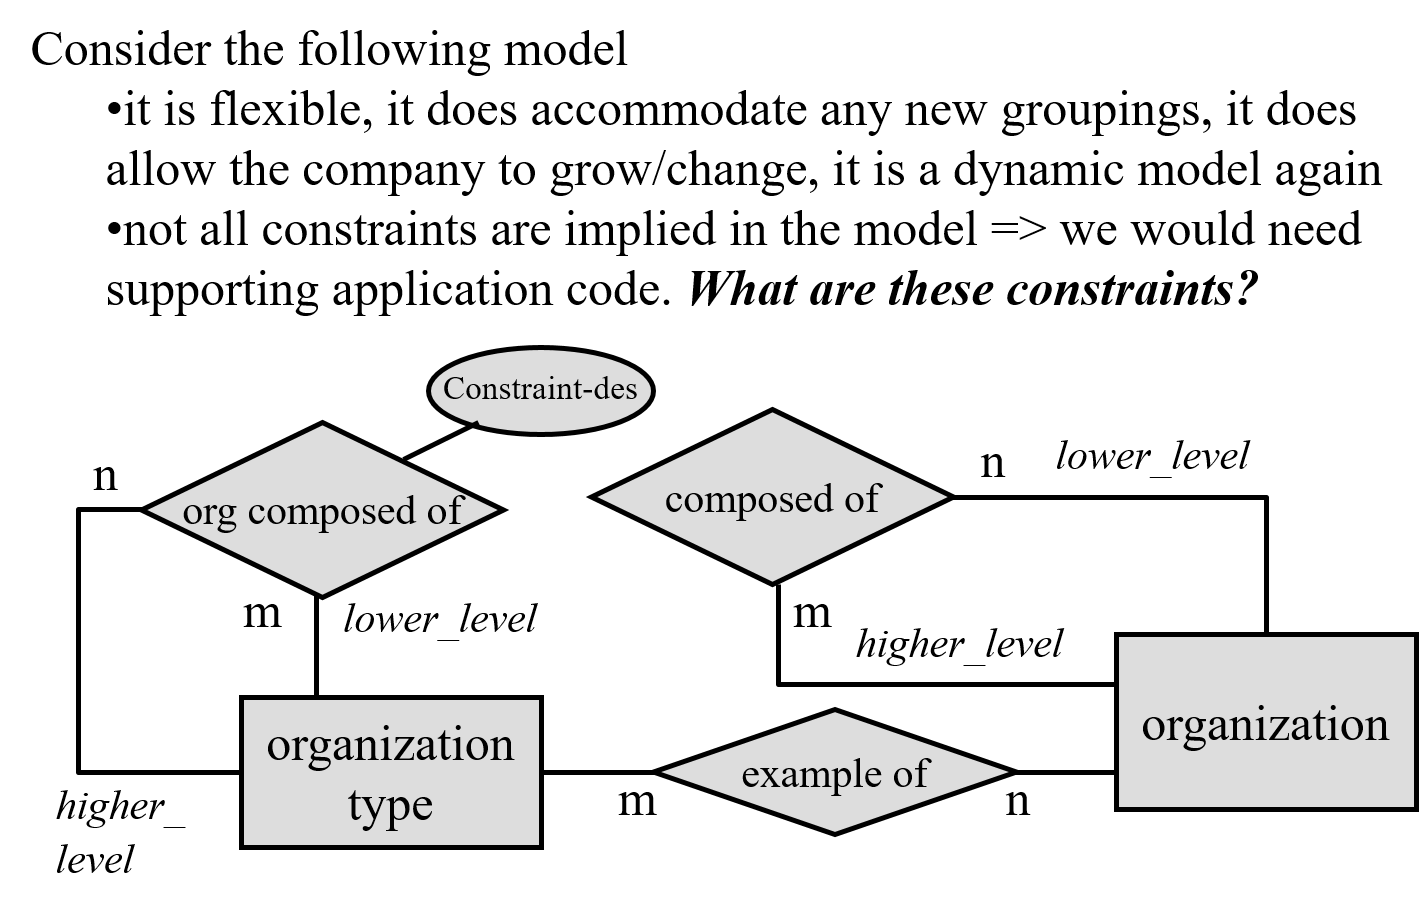 Consider the following model
•it is flexible, it does accommodate any new groupings, it does
allow the company to grow/change, it is a dynamic model again
•not all constraints are implied in the model => we would need
supporting application code. What are these constraints?
Constraint-des
n
org composed of
composed of
n
lower_level
m
lower_level
m
higher_level
organization
type
example of
organization
m
n
higher_
level